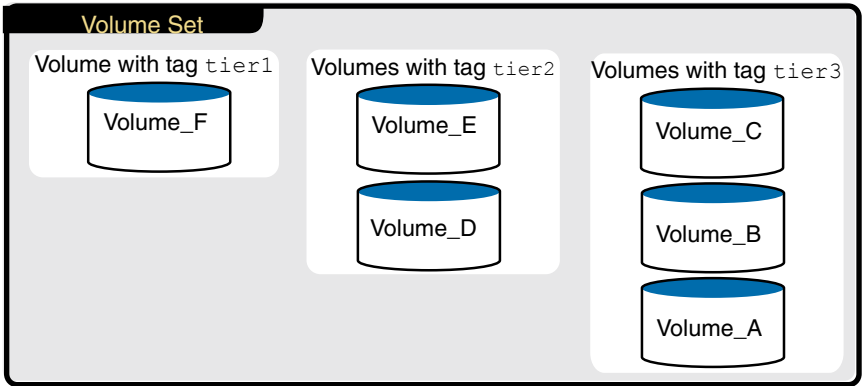 Volume Set
Volume with tag tier1
Volume_F
Volumes with tag tier2
Volume_E
Volume_D
Volumes with tag tier3
Volume_C
Volume_B
Volume_A